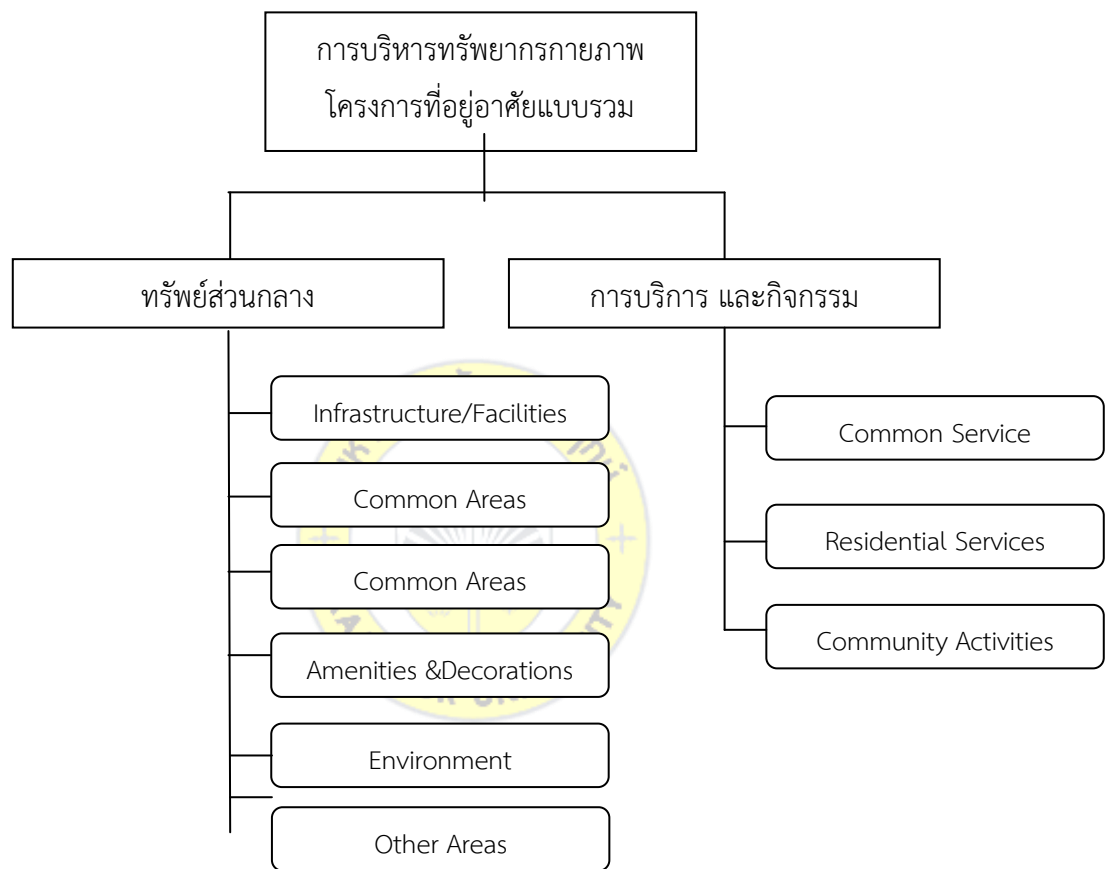 การบริหารทรัพยากรกายภาพ
โครงการที่อยู่อาศัยแบบรวม
ทรัพย์ส่วนกลาง
การบริการ และกิจกรรม
Infrastructure/Facilities
Common Areas
Common Areas
Amenities &Decorations
Environment
Other Areas
Common Service
Residential Services
Community Activities